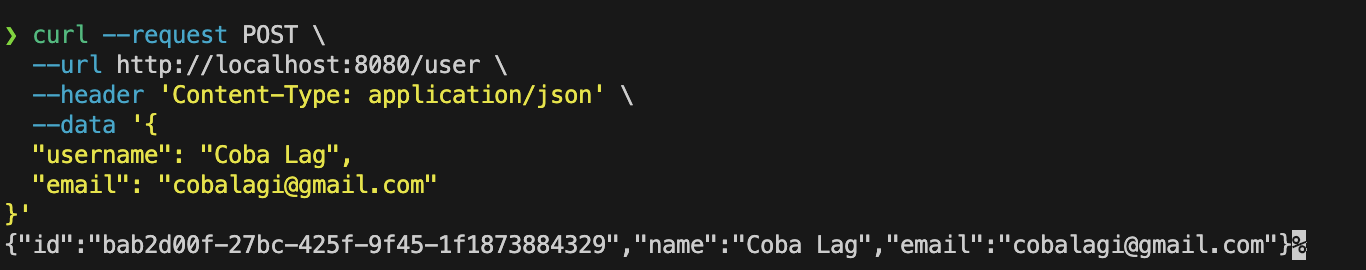 ❯ curl --request POST \
--url http://localhost:8080/user \
--header 'Content-Type: application/json' \
--data '{
"username": "Coba Lag",
"email": "cobalagi@gmail.com"
}'
{"id":"bab2d00f-27bc-425f-9f45-1f1873884329","name":"Coba Lag","email":"cobalagi@gmail.com"}%